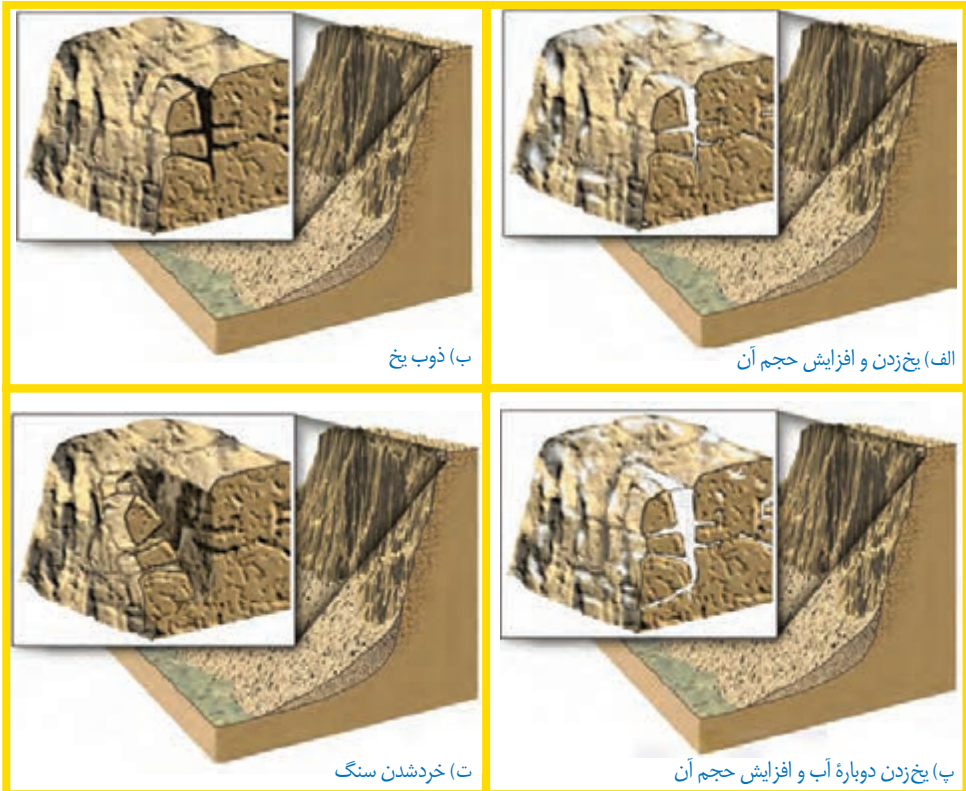 الف) یخ‌زدن و افزایش حجم آن
ب) ذوب یخ
پ) یخ‌زدن دوبارهٔ آب و افزایش حجم آن
ت) خردشدن سنگ